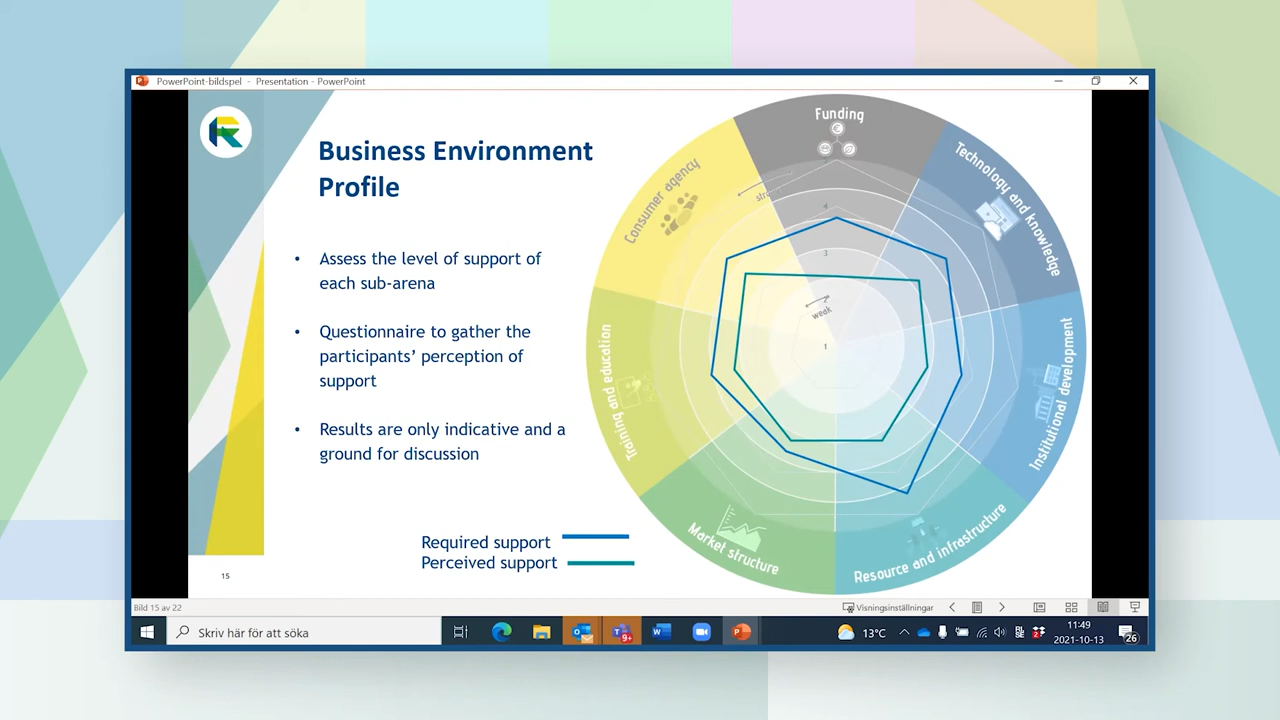 PowerPoint-bildspel - Presentation - PowerPoint
Business Environment
Profile
• Assess the level of support of
each sub-arena
• Questionnaire to gather the
participants' perception of
support
• Results are only indicative and a
ground for discussion
Required support
Perceived support
15
Funding
Technology and knowledge
Institutional development
Resource and infrastructure
Market structure
Training and education
Consumer agency
4
3
weak
1
Bild 15 av 22
Visningsinställningar
Skriv här för att söka
9+
13°C
11:49
2021-10-13
26